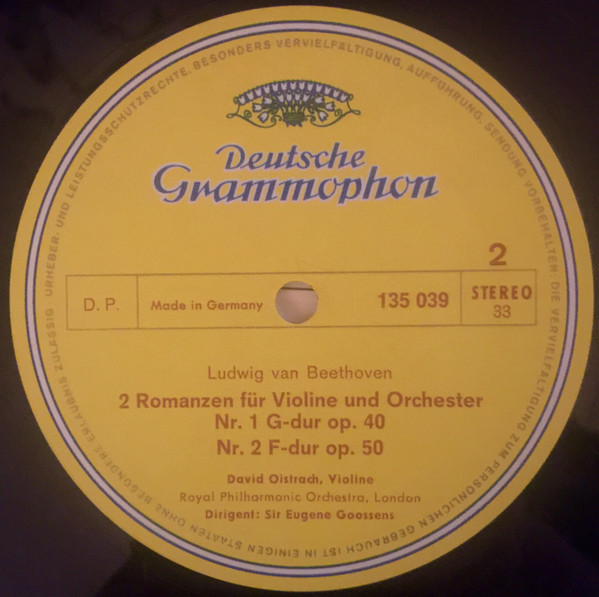 URHEBER- UND LEISTUNGSSCHUTZRECHTE, BESONDERS VERVIELFÄLTIGUNG, AUFFÜHRUNG, SENDUNG VORBEHALTEN: DIE VERVIELFÄLTIGUNG ZUM PERSÖNLICHEN GEBRAUCH IST IN EINIGEN STAATEN OHNE BESONDERE ERLAUBNIS ZULÄSSIG
Deutsche
Grammophon
2
D. P. Made in Germany 135 039 STEREO
33
Ludwig van Beethoven
2 Romanzen für Violine und Orchester
Nr. 1 G-dur op. 40
Nr. 2 F-dur op. 50
David Oistrach, Violine
Royal Philharmonic Orchestra, London
Dirigent: Sir Eugene Goossens